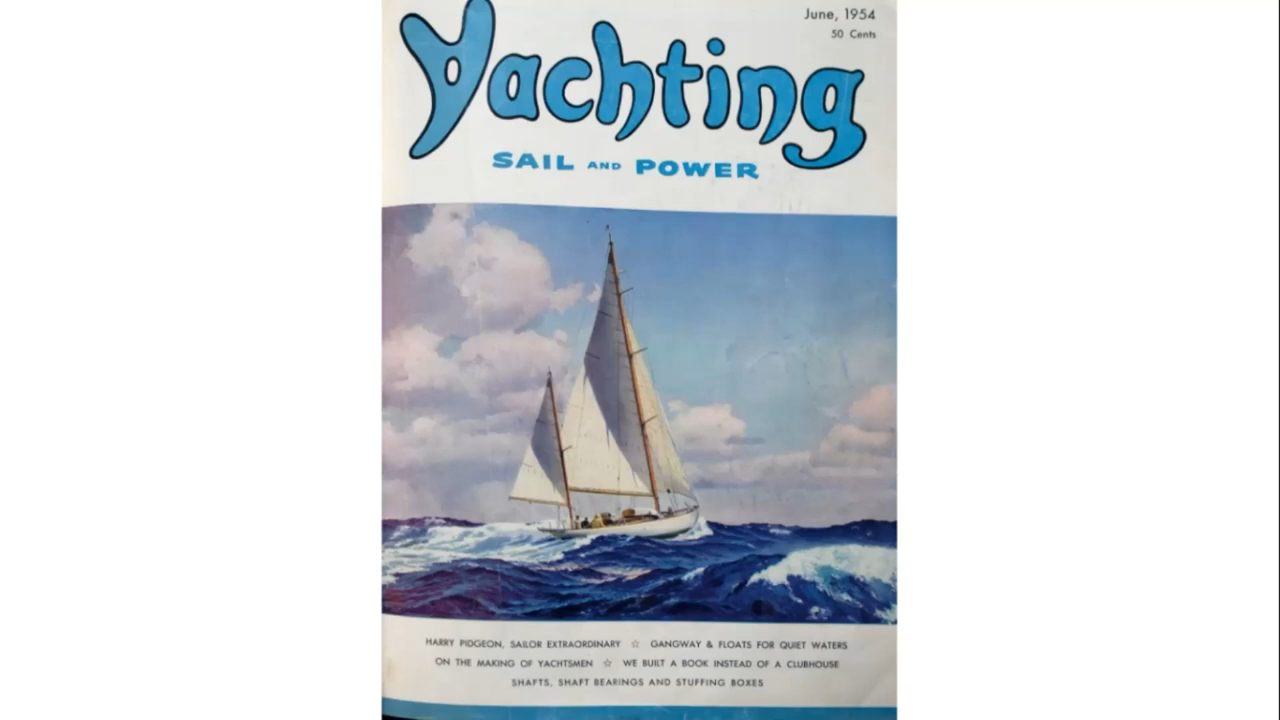 June, 1954
50 Cents
Yachting
SAIL AND POWER
HARRY PIDGEON, SAILOR EXTRAORDINARY ☆ GANGWAY & FLOATS FOR QUIET WATERS
ON THE MAKING OF YACHTSMEN ☆ WE BUILT A BOOK INSTEAD OF A CLUBHOUSE
SHAFTS, SHAFT BEARINGS AND STUFFING BOXES